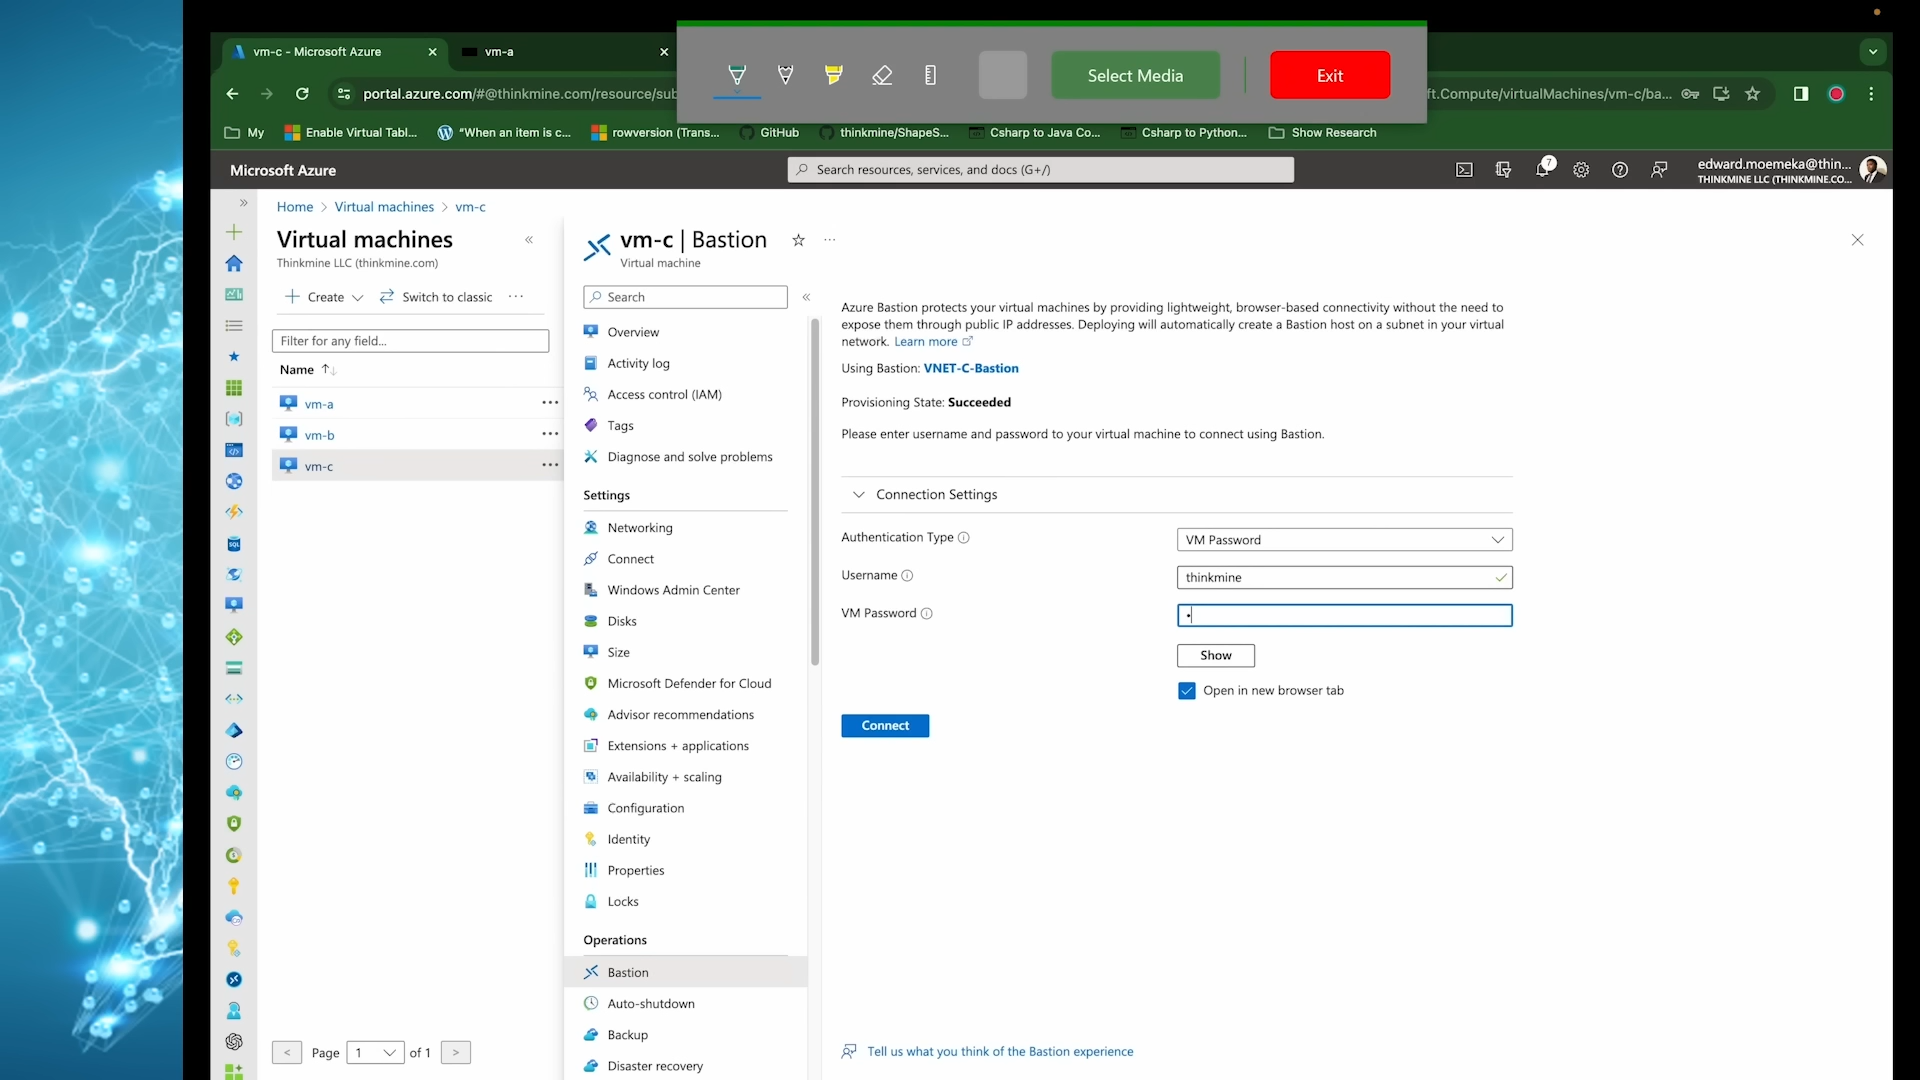 vm-c - Microsoft Azure
vm-a
Select Media
Exit
portal.azure.com/#@thinkmine.com/resource/sub
ft.Compute/virtualMachines/vm-c/ba...
My
Enable Virtual Tabl...
"When an item is c...
rowversion (Trans...
GitHub
thinkmine/ShapeS...
Csharp to Java Co...
Csharp to Python...
Show Research
Microsoft Azure
Search resources, services, and docs (G+/)
7
edward.moemeka@thin...
THINKMINE LLC (THINKMINE.CO...
Home > Virtual machines > vm-c
Virtual machines
Thinkmine LLC (thinkmine.com)
Create
Switch to classic
Filter for any field...
Name
vm-a
vm-b
vm-c
Page 1 of 1
vm-c | Bastion
Virtual machine
Search
Overview
Activity log
Access control (IAM)
Tags
Diagnose and solve problems
Settings
Networking
Connect
Windows Admin Center
Disks
Size
Microsoft Defender for Cloud
Advisor recommendations
Extensions + applications
Availability + scaling
Configuration
Identity
Properties
Locks
Operations
Bastion
Auto-shutdown
Backup
Disaster recovery
Azure Bastion protects your virtual machines by providing lightweight, browser-based connectivity without the need to
expose them through public IP addresses. Deploying will automatically create a Bastion host on a subnet in your virtual
network. Learn more
Using Bastion: VNET-C-Bastion
Provisioning State: Succeeded
Please enter username and password to your virtual machine to connect using Bastion.
Connection Settings
Authentication Type
VM Password
Username
thinkmine
VM Password
Show
Open in new browser tab
Connect
Tell us what you think of the Bastion experience